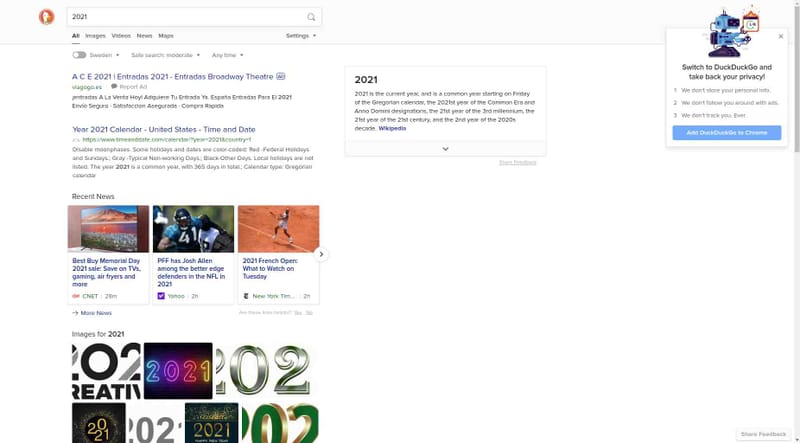 2021
All Images Videos News Maps Settings
Sweden Safe search: moderate Any time
A C E 2021 | Entradas 2021 - Entradas Broadway Theatre Ad
viagogo.es Report Ad
¡entradas A La Venta Hoy! Adquiere Tu Entrada Ya. España Entradas Para El 2021
Envío Seguro · Satisfacción Asegurada · Compra Rápida
Year 2021 Calendar - United States - Time and Date
https://www.timeanddate.com/calendar/?year=2021&country=1
Disable moonphases. Some holidays and dates are color-coded: Red -Federal Holidays
and Sundays.; Gray -Typical Non-working Days.; Black-Other Days. Local holidays are not
listed. The year 2021 is a common year, with 365 days in total.; Calendar type: Gregorian
calendar
Recent News
Best Buy Memorial Day
2021 sale: Save on TVs,
gaming, air fryers and
more
CNET | 28m
PFF has Josh Allen
among the better edge
defenders in the NFL in
2021
Yahoo | 2h
2021 French Open:
What to Watch on
Tuesday
New York Tim... | 2h
More News
Are these links helpful? Yes No
Images for 2021
202
CREATIV
2021
202
2021
2021
2021
HAPPY NEW YEAR
202
2021
2021 is the current year, and is a common year starting on Friday
of the Gregorian calendar, the 2021st year of the Common Era and
Anno Domini designations, the 21st year of the 3rd millennium, the
21st year of the 21st century, and the 2nd year of the 2020s
decade. Wikipedia
Share Feedback
Switch to DuckDuckGo and
take back your privacy!
1 We don't store your personal info.
2 We don't follow you around with ads.
3 We don't track you. Ever.
Add DuckDuckGo to Chrome
Share Feedback